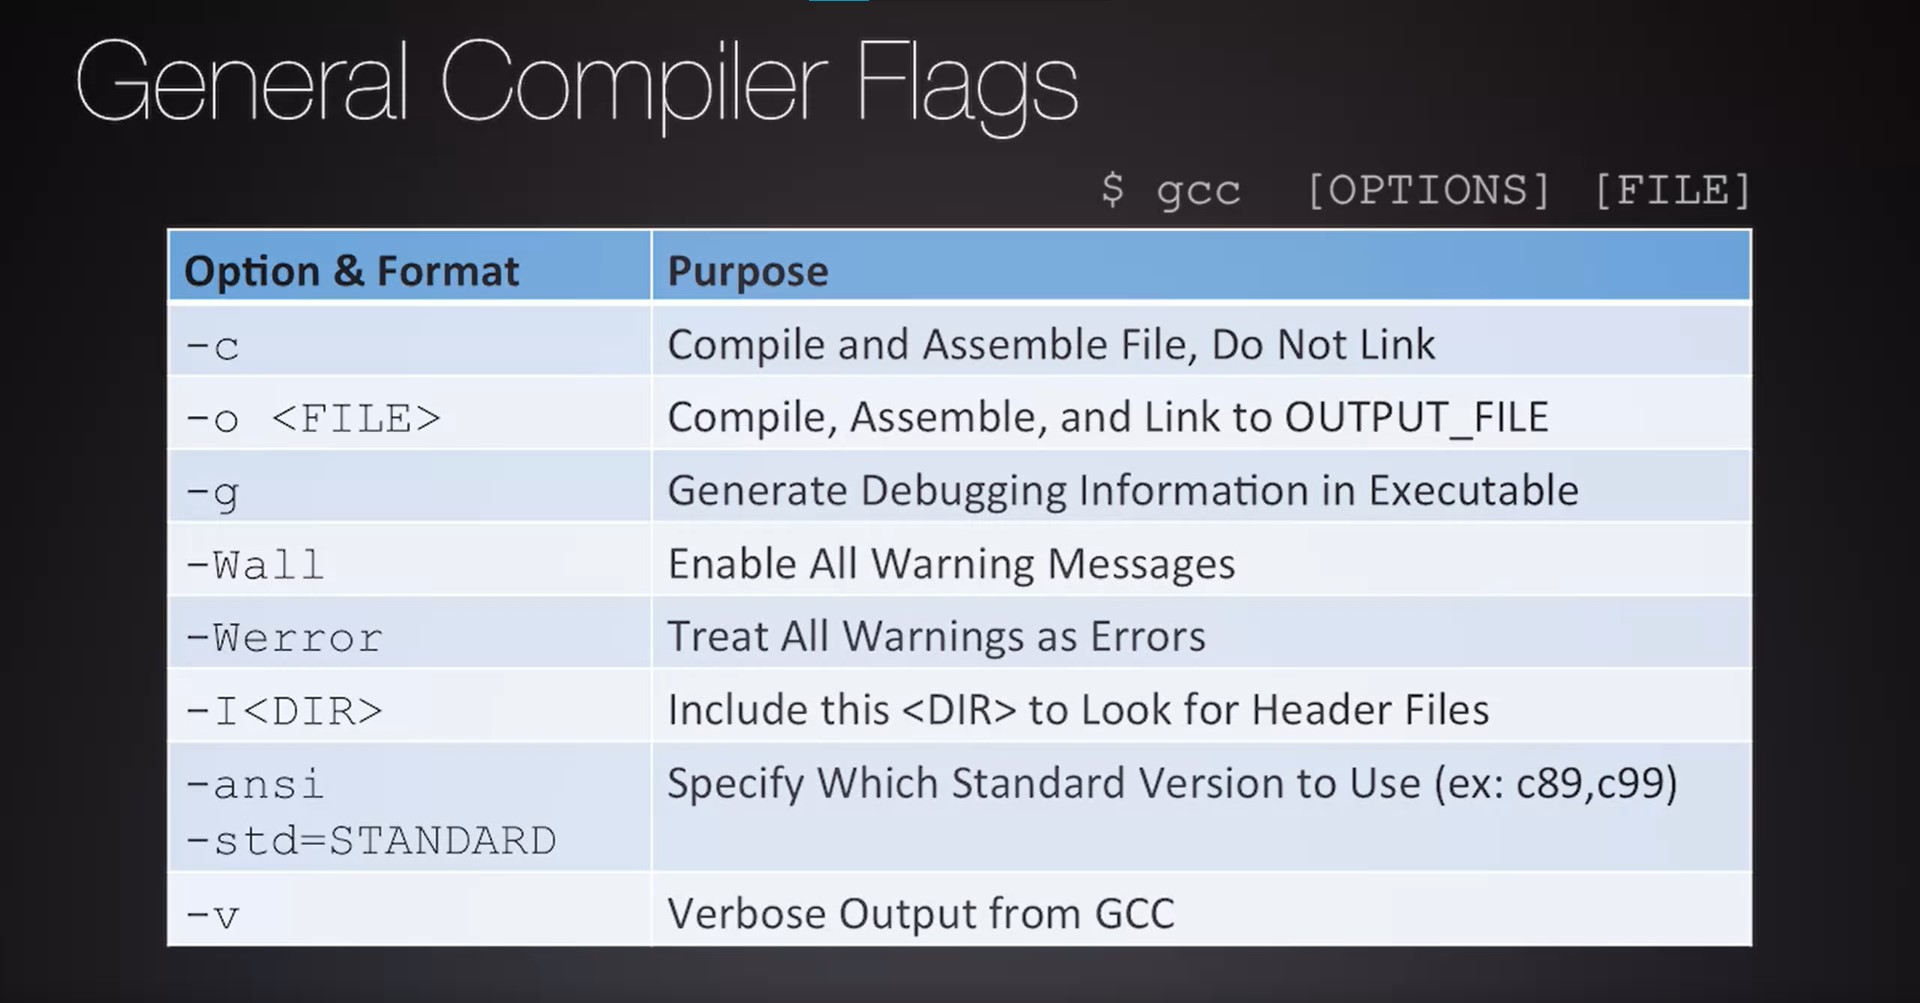 General Compiler Flags
$ gcc [OPTIONS] [FILE]
Option & Format Purpose
-c Compile and Assemble File, Do Not Link
-o <FILE> Compile, Assemble, and Link to OUTPUT_FILE
-g Generate Debugging Information in Executable
-Wall Enable All Warning Messages
-Werror Treat All Warnings as Errors
-I<DIR> Include this <DIR> to Look for Header Files
-ansi Specify Which Standard Version to Use (ex: c89,c99)
-std=STANDARD
-v Verbose Output from GCC